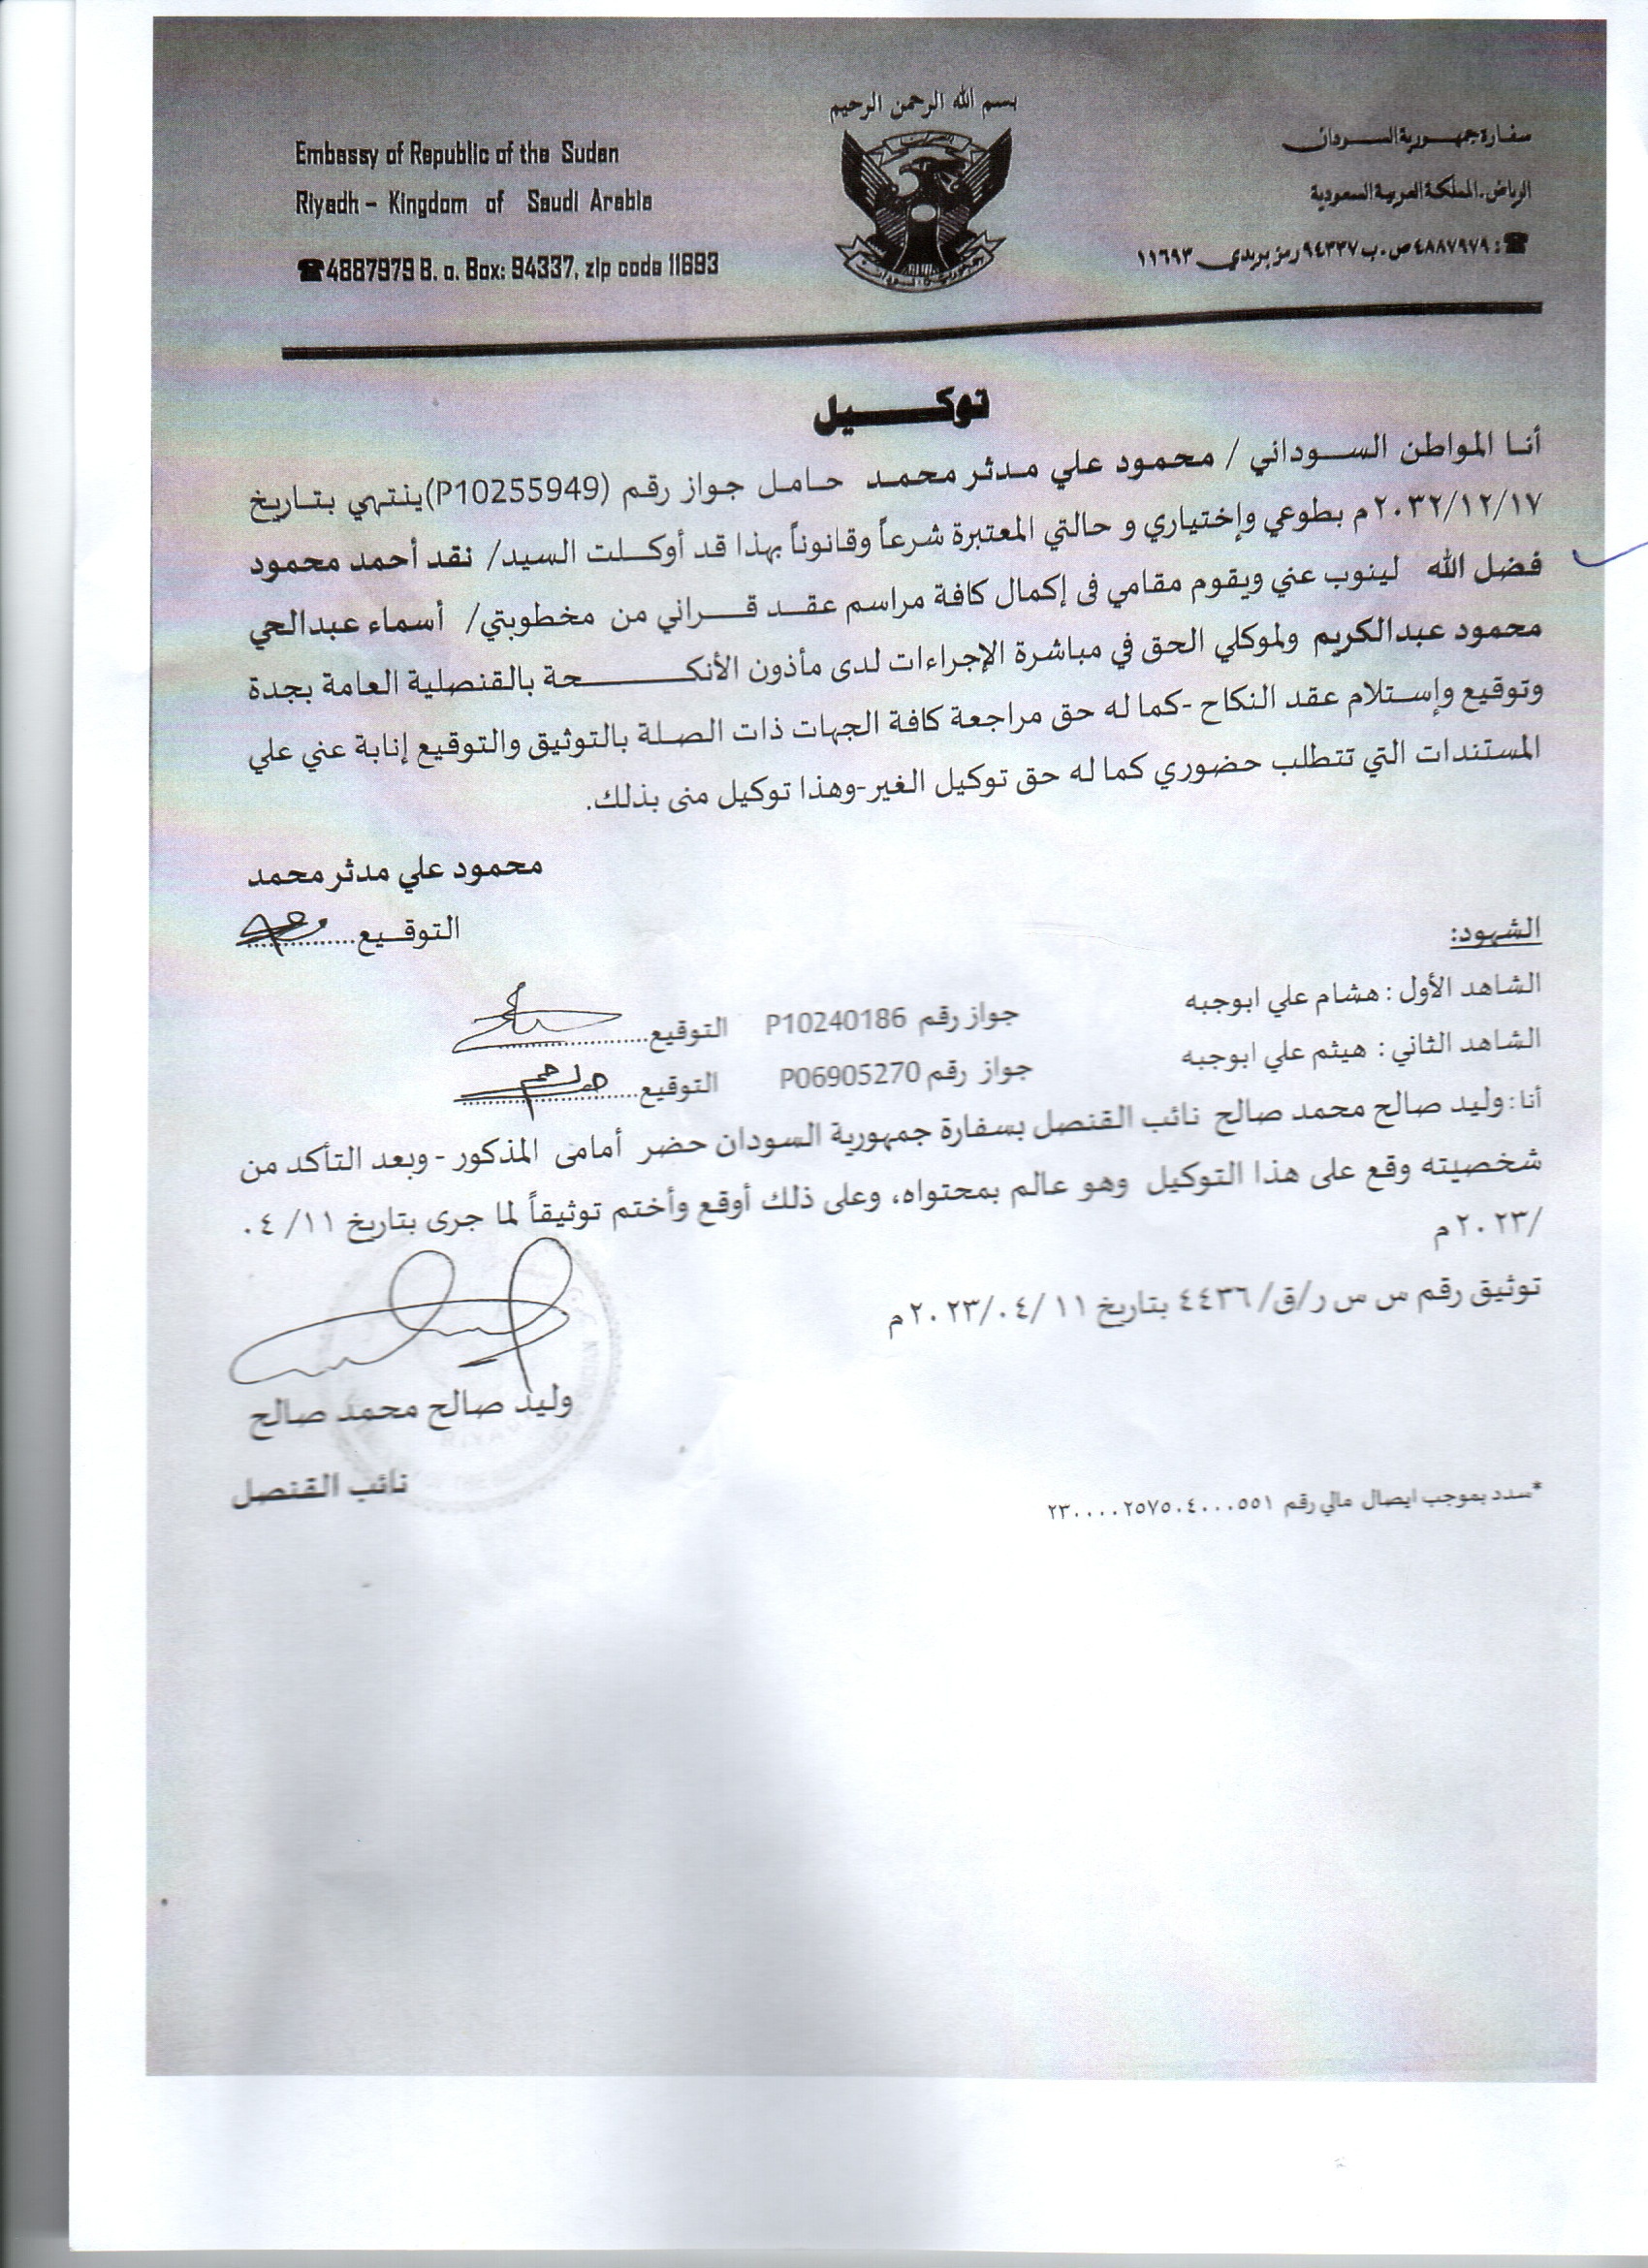 بسم الله الرحمن الرحيم
Embassy of Republic of the Sudan
Riyadh – Kingdom of Saudi Arabia
☎4887979 B. o. Box: 94337, zip code 11693
سفارة جمهورية السودان
الرياض.المملكة العربية السعودية
☎: ٤٨٨٧٩٧٩ ص.ب ٩٤٣٣٧ رمز بريدي ١١٦٩٣
توكيل
أنا المواطن السوداني / محمود علي مدثر محمد حامل جواز رقم (P10255949)ينتهي بتاريخ
٢٠٣٢/١٢/١٧م بطوعي وإختياري و حالتي المعتبرة شرعاً وقانوناً بهذا قد أوكلت السيد/ نقد أحمد محمود
فضل الله لينوب عني ويقوم مقامي فى إكمال كافة مراسم عقد قراني من مخطوبتي/ أسماء عبدالحي
محمود عبدالكريم ولموكلي الحق في مباشرة الإجراءات لدى مأذون الأنكحة بالقنصلية العامة بجدة
وتوقيع وإستلام عقد النكاح -كما له حق مراجعة كافة الجهات ذات الصلة بالتوثيق والتوقيع إنابة عني علي
المستندات التي تتطلب حضوري كما له حق توكيل الغير-وهذا توكيل منى بذلك.
محمود علي مدثر محمد
التوقيع..............
الشهود:
الشاهد الأول : هشام علي ابوجبه جواز رقم P10240186 التوقيع....................
الشاهد الثاني : هيثم علي ابوجبه جواز رقم P06905270 التوقيع....................
أنا: وليد صالح محمد صالح نائب القنصل بسفارة جمهورية السودان حضر أمامى المذكور - وبعد التأكد من
شخصيته وقع على هذا التوكيل وهو عالم بمحتواه، وعلى ذلك أوقع وأختم توثيقاً لما جرى بتاريخ ١١/ ٠٤
/٢٠٢٣م
توثيق رقم س س ر/ق/ ٤٤٣٦ بتاريخ ١١ /٠٤/ ٢٠٢٣م
وليد صالح محمد صالح
نائب القنصل
*سدد بموجب ايصال مالي رقم ٢٣٠٠٠٠٢٥٧٥٠٤٠٠٠٥٥١